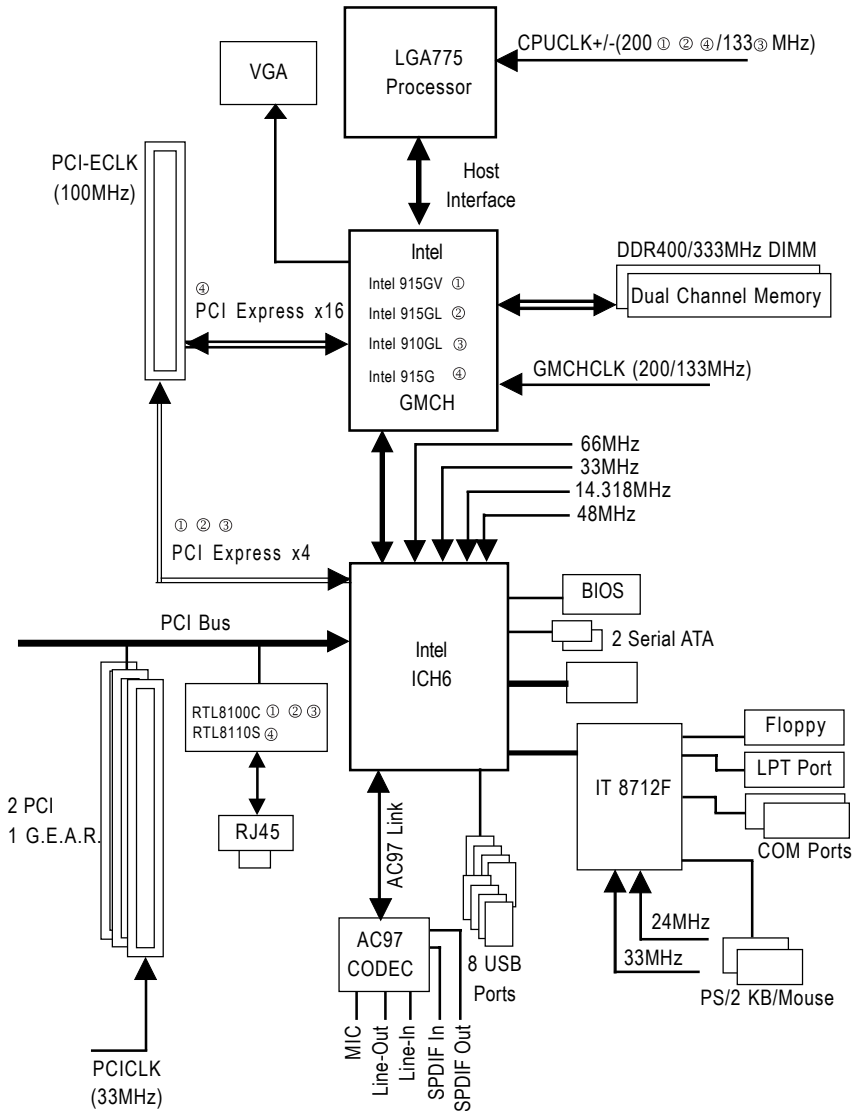 CPUCLK+/-(200 ① ② ④/133③ MHz)
VGA
LGA775
Processor
PCI-ECLK
(100MHz)
Host
Interface
Intel
DDR400/333MHz DIMM
Intel 915GV ①
Dual Channel Memory
④
PCI Express x16
Intel 915GL ②
Intel 910GL ③
GMCHCLK (200/133MHz)
Intel 915G ④
GMCH
66MHz
33MHz
14.318MHz
48MHz
① ② ③
PCI Express x4
BIOS
PCI Bus
Intel
ICH6
2 Serial ATA
RTL8100C ① ② ③
RTL8110S ④
Floppy
IT 8712F
LPT Port
2 PCI
1 G.E.A.R.
RJ45
AC97 Link
COM Ports
24MHz
AC97
CODEC
8 USB
Ports
33MHz
PS/2 KB/Mouse
MIC
Line-Out
Line-In
SPDIF In
SPDIF Out
PCICLK
(33MHz)